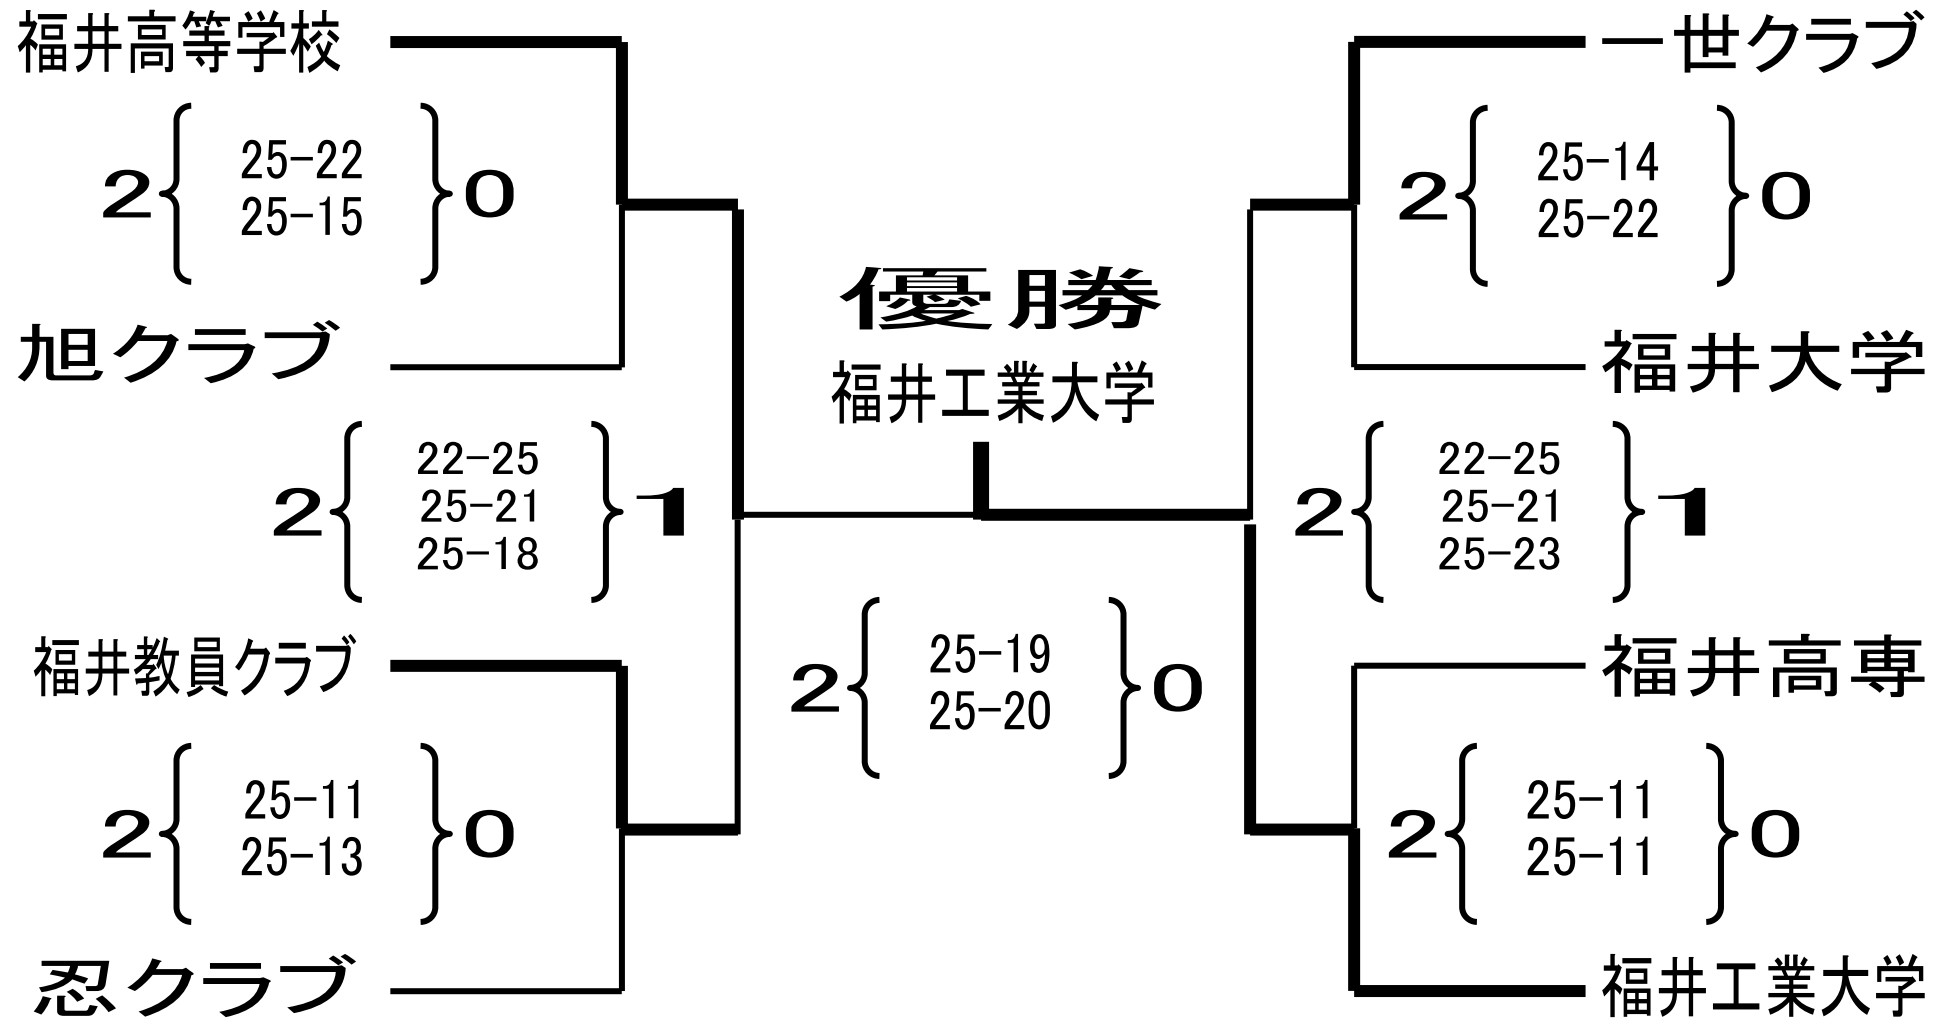 福井高等学校
2 { 25-22 } 0
25-15
旭クラブ
2 { 22-25 } 1
25-21
25-18
福井教員クラブ
2 { 25-11 } 0
25-13
忍クラブ
優勝
福井工業大学
2 { 25-19 } 0
25-20
一世クラブ
2 { 25-14 } 0
25-22
福井大学
2 { 22-25 } 1
25-21
25-23
福井高専
2 { 25-11 } 0
25-11
福井工業大学